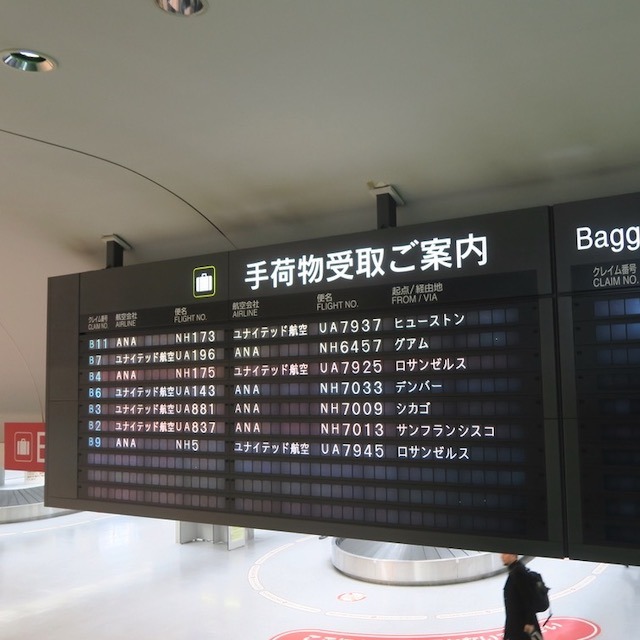 手荷物受取ご案内
クレイム番号 航空会社 便名 航空会社 便名 起点/経由地
CLAIM NO. AIRLINE FLIGHT NO. AIRLINE FLIGHT NO. FROM / VIA
B11 ANA NH173 ユナイテッド航空 UA7937 ヒューストン
B7 ユナイテッド航空 UA196 ANA NH6457 グアム
B4 ANA NH175 ユナイテッド航空 UA7925 ロサンゼルス
B6 ユナイテッド航空 UA143 ANA NH7033 デンバー
B3 ユナイテッド航空 UA881 ANA NH7009 シカゴ
B2 ユナイテッド航空 UA837 ANA NH7013 サンフランシスコ
B9 ANA NH5 ユナイテッド航空 UA7945 ロサンゼルス
Bagg
クレイム番号
CLAIM NO.